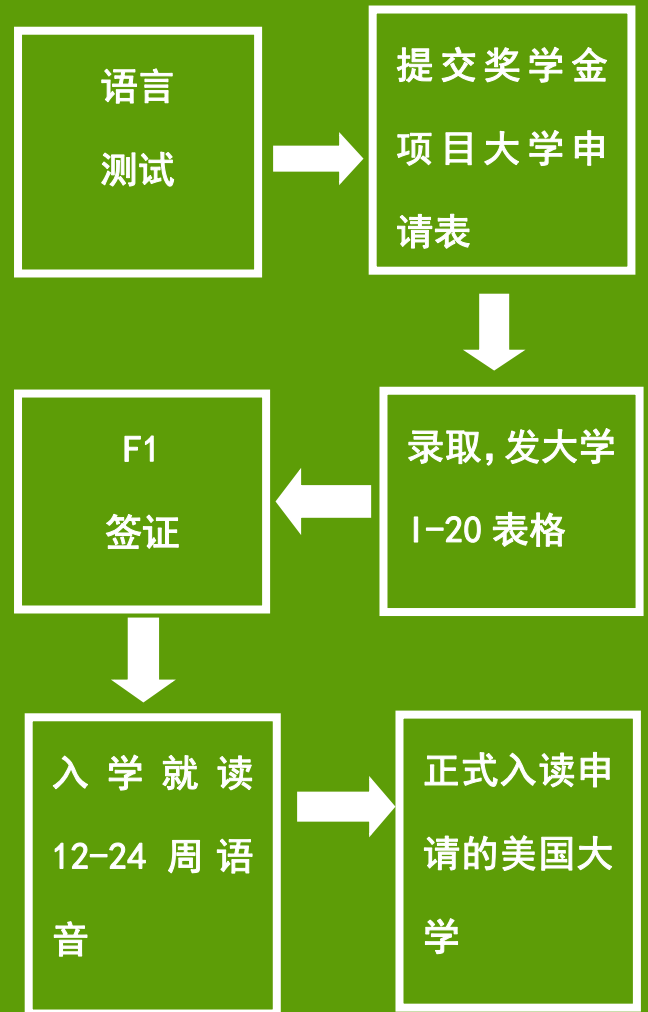 语言
测试
提交奖学金
项目大学申
请表
录取,发大学
I-20 表格
F1
签证
入学就读
12-24 周语
音
正式入读申
请的美国大
学